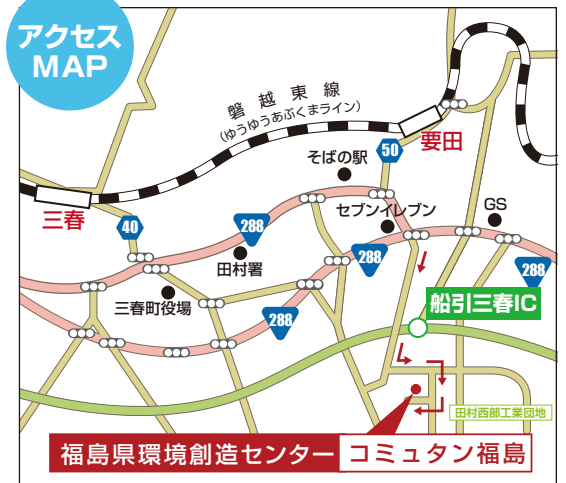 アクセス
MAP
磐越東線
(ゆうゆうあぶくまライン)
要田
50
そばの駅
三春
40
288
セブンイレブン
GS
田村署
288
288
三春町役場
288
船引三春IC
田村西部工業団地
福島県環境創造センター
コミュタン福島